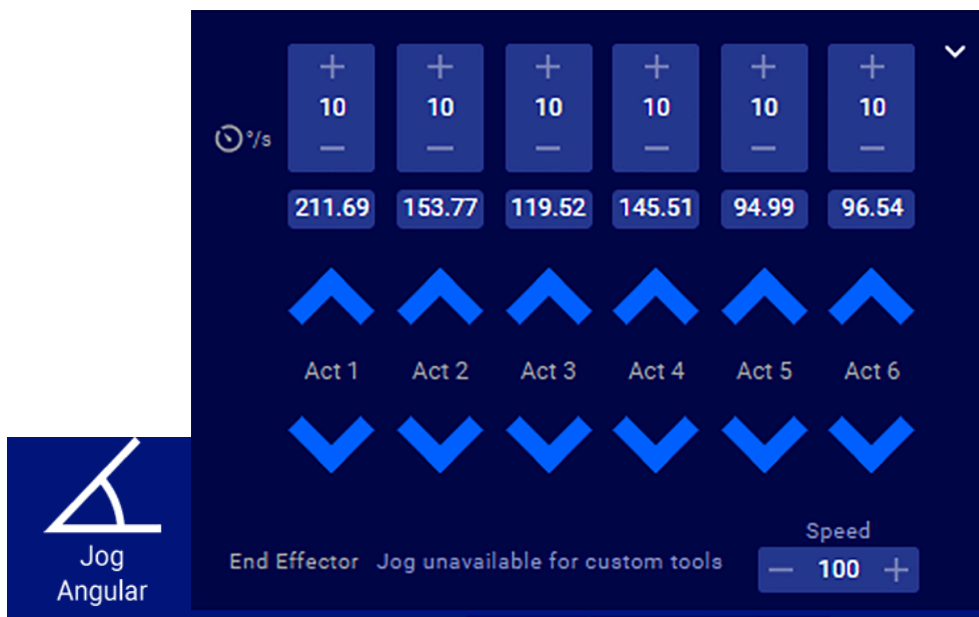 + + + + + +
10 10 10 10 10 10
°/s
— — — — — —
211.69 153.77 119.52 145.51 94.99 96.54
Act 1 Act 2 Act 3 Act 4 Act 5 Act 6
Speed
End Effector Jog unavailable for custom tools — 100 +
Jog
Angular